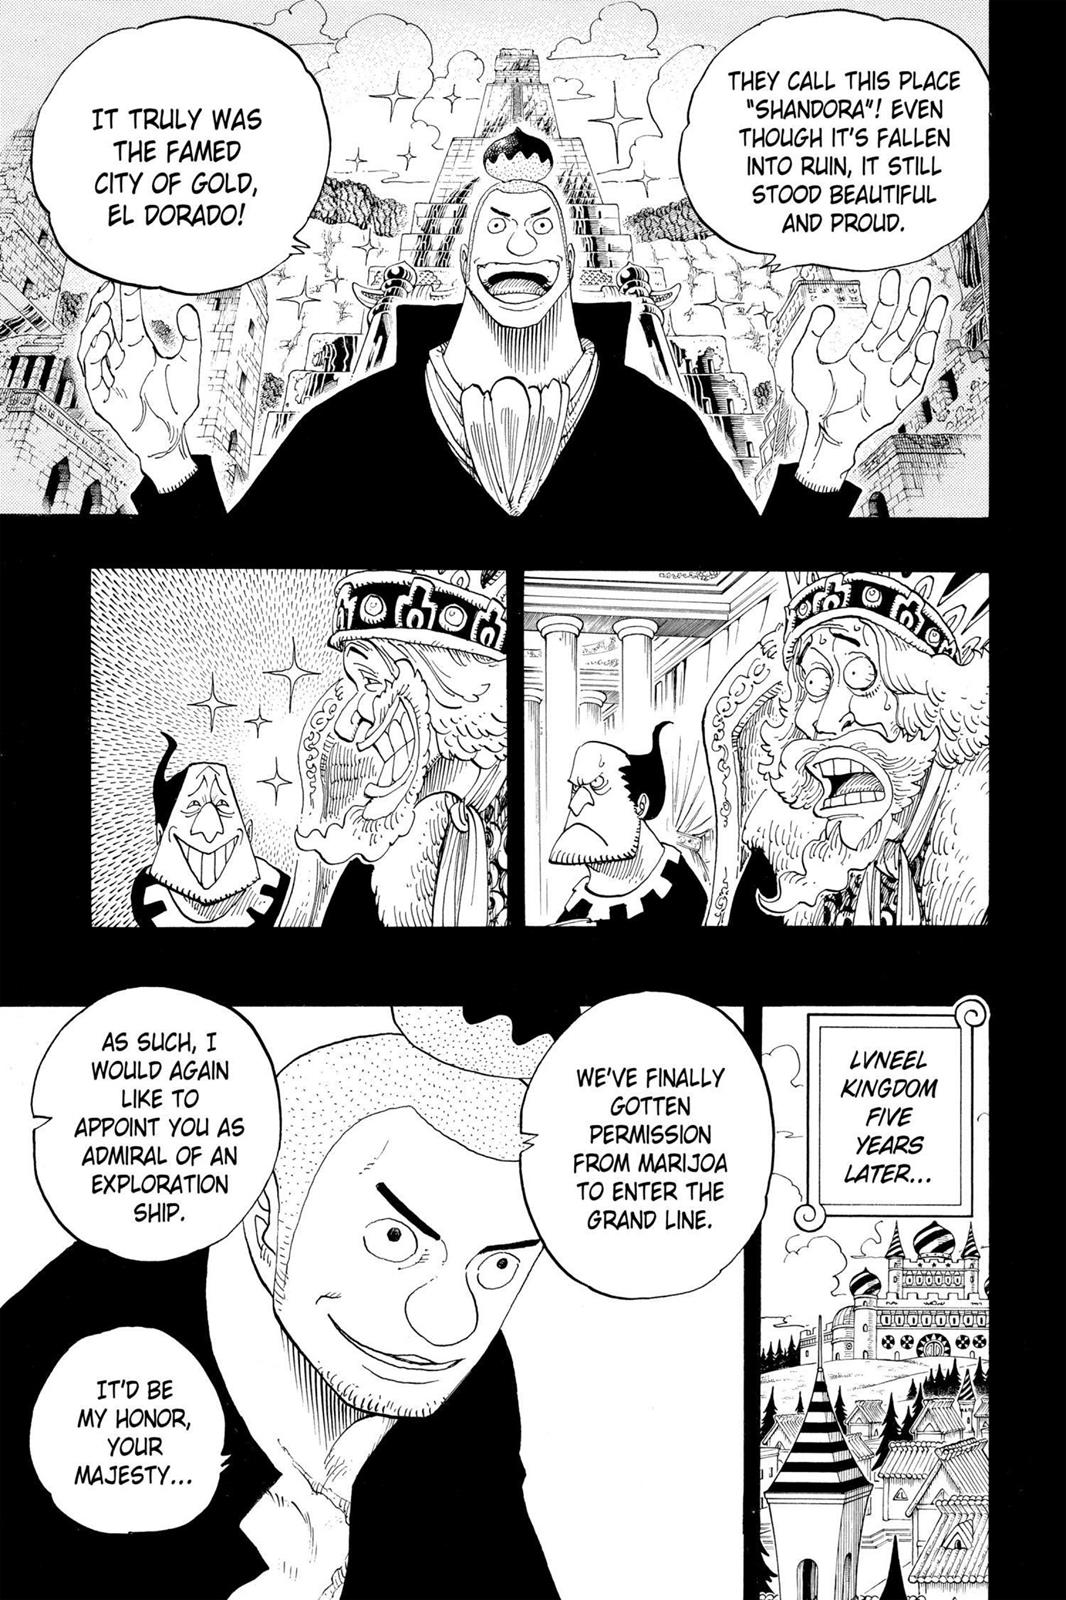 THEY CALL THIS PLACE
"SHANDORA"! EVEN
THOUGH IT'S FALLEN
INTO RUIN, IT STILL
STOOD BEAUTIFUL
AND PROUD.
IT TRULY WAS
THE FAMED
CITY OF GOLD,
EL DORADO!
LVNEEL
KINGDOM
FIVE
YEARS
LATER...
WE'VE FINALLY
GOTTEN
PERMISSION
FROM MARIJOA
TO ENTER THE
GRAND LINE.
AS SUCH, I
WOULD AGAIN
LIKE TO
APPOINT YOU AS
ADMIRAL OF AN
EXPLORATION
SHIP.
IT'D BE
MY HONOR,
YOUR
MAJESTY...